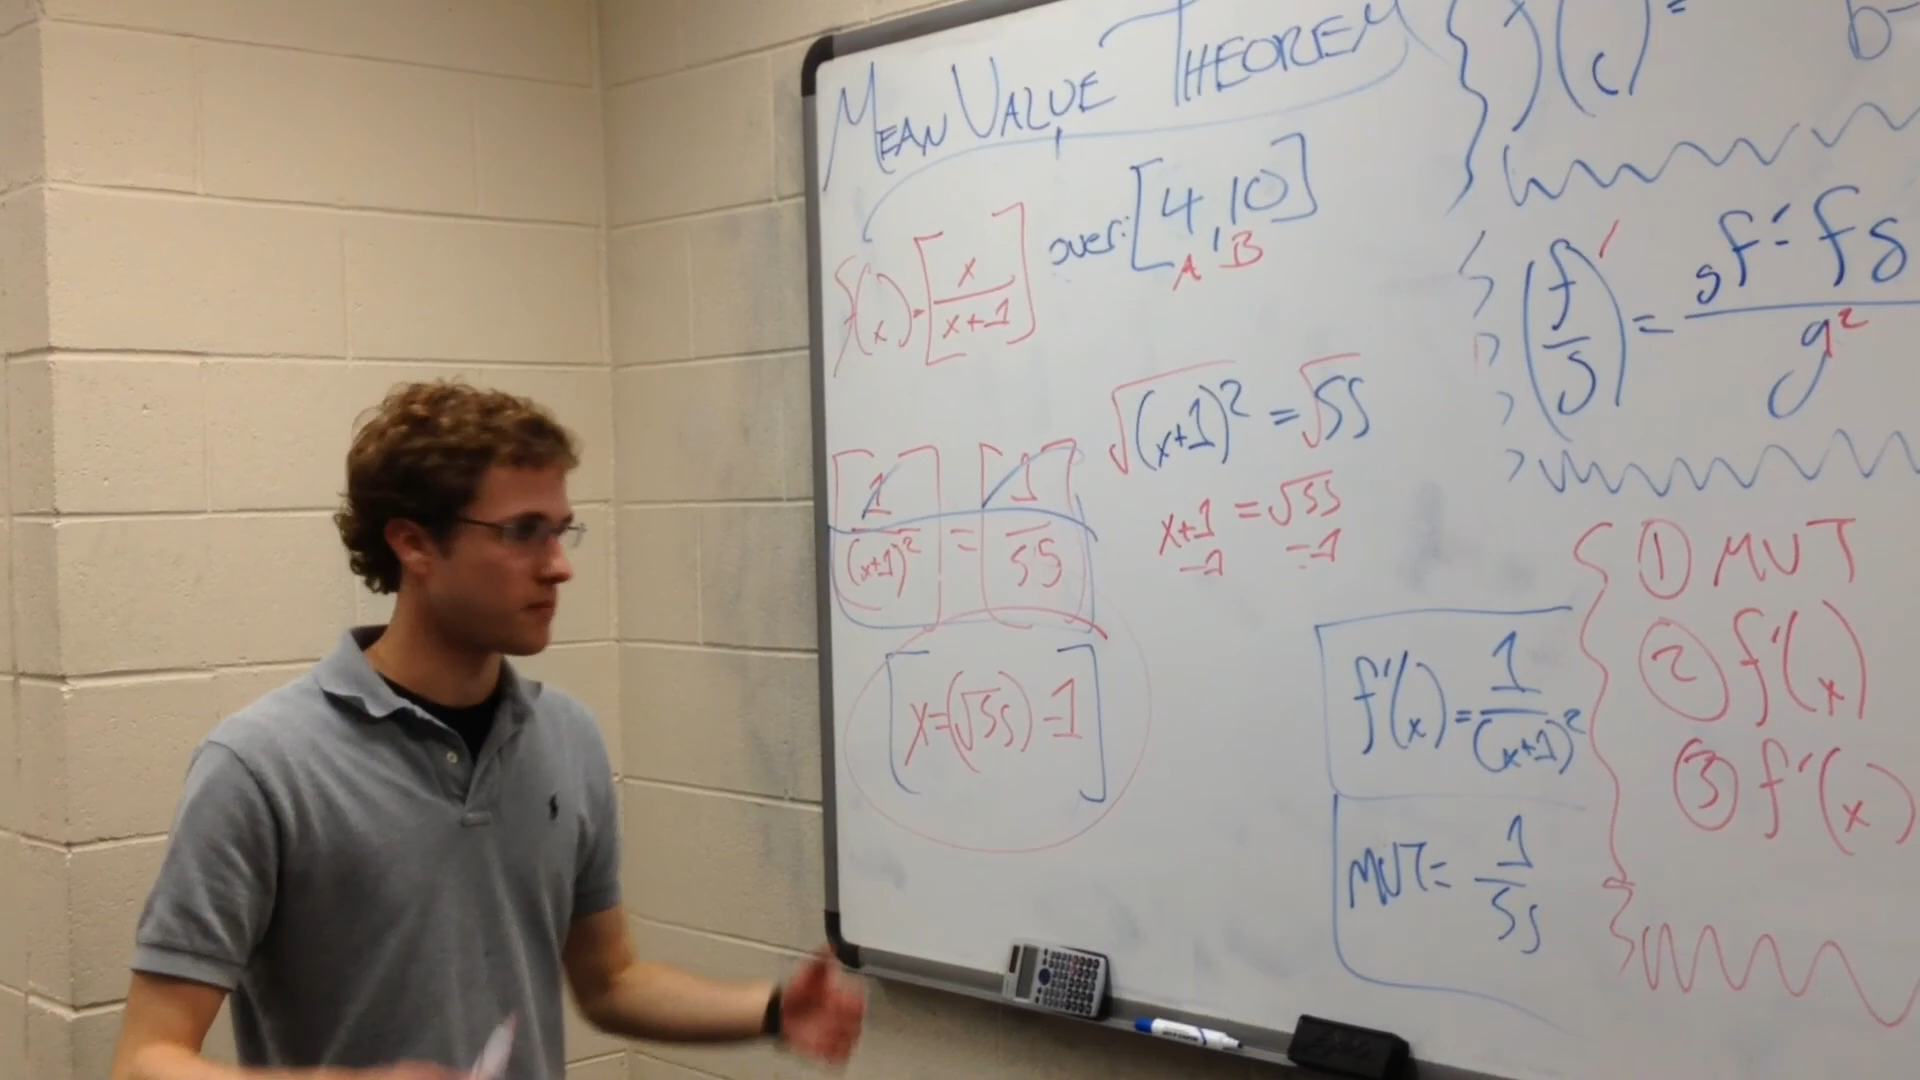 MEAN VALUE THEOREM
f(x) = [x/(x+1)] over: [4,10]
A B
1/(x+1)² = 1/55
√(x+1)² = √55
x+1 = √55
-1 -1
[x=(√55)-1]
(c) = b-
(f/g)' = gf'-fg/g²
① MVT
② f'(x)
③ f'(x)
f'(x) = 1/(x+1)²
MVT = 1/55